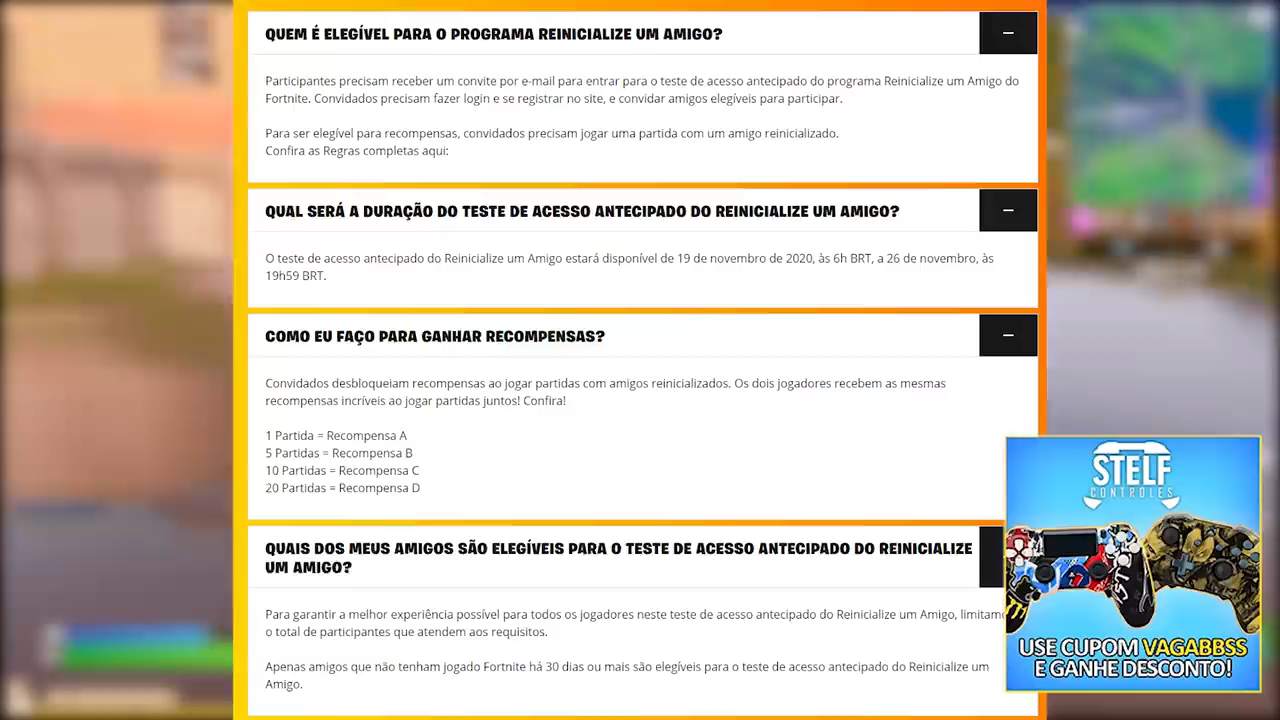 QUEM É ELEGÍVEL PARA O PROGRAMA REINICIALIZE UM AMIGO?
Participantes precisam receber um convite por e-mail para entrar para o teste de acesso antecipado do programa Reinicialize um Amigo do
Fortnite. Convidados precisam fazer login e se registrar no site, e convidar amigos elegíveis para participar.
Para ser elegível para recompensas, convidados precisam jogar uma partida com um amigo reinicializado.
Confira as Regras completas aqui:
QUAL SERÁ A DURAÇÃO DO TESTE DE ACESSO ANTECIPADO DO REINICIALIZE UM AMIGO?
O teste de acesso antecipado do Reinicialize um Amigo estará disponível de 19 de novembro de 2020, às 6h BRT, a 26 de novembro, às
19h59 BRT.
COMO EU FAÇO PARA GANHAR RECOMPENSAS?
Convidados desbloqueiam recompensas ao jogar partidas com amigos reinicializados. Os dois jogadores recebem as mesmas
recompensas incríveis ao jogar partidas juntos! Confira!
1 Partida = Recompensa A
5 Partidas = Recompensa B
10 Partidas = Recompensa C
20 Partidas = Recompensa D
QUAIS DOS MEUS AMIGOS SÃO ELEGÍVEIS PARA O TESTE DE ACESSO ANTECIPADO DO REINICIALIZE
UM AMIGO?
Para garantir a melhor experiência possível para todos os jogadores neste teste de acesso antecipado do Reinicialize um Amigo, limitam
o total de participantes que atendem aos requisitos.
Apenas amigos que não tenham jogado Fortnite há 30 dias ou mais são elegíveis para o teste de acesso antecipado do Reinicialize um
Amigo.
STELF
CONTROLES
USE CUPOM VAGABBSS
E GANHE DESCONTO!